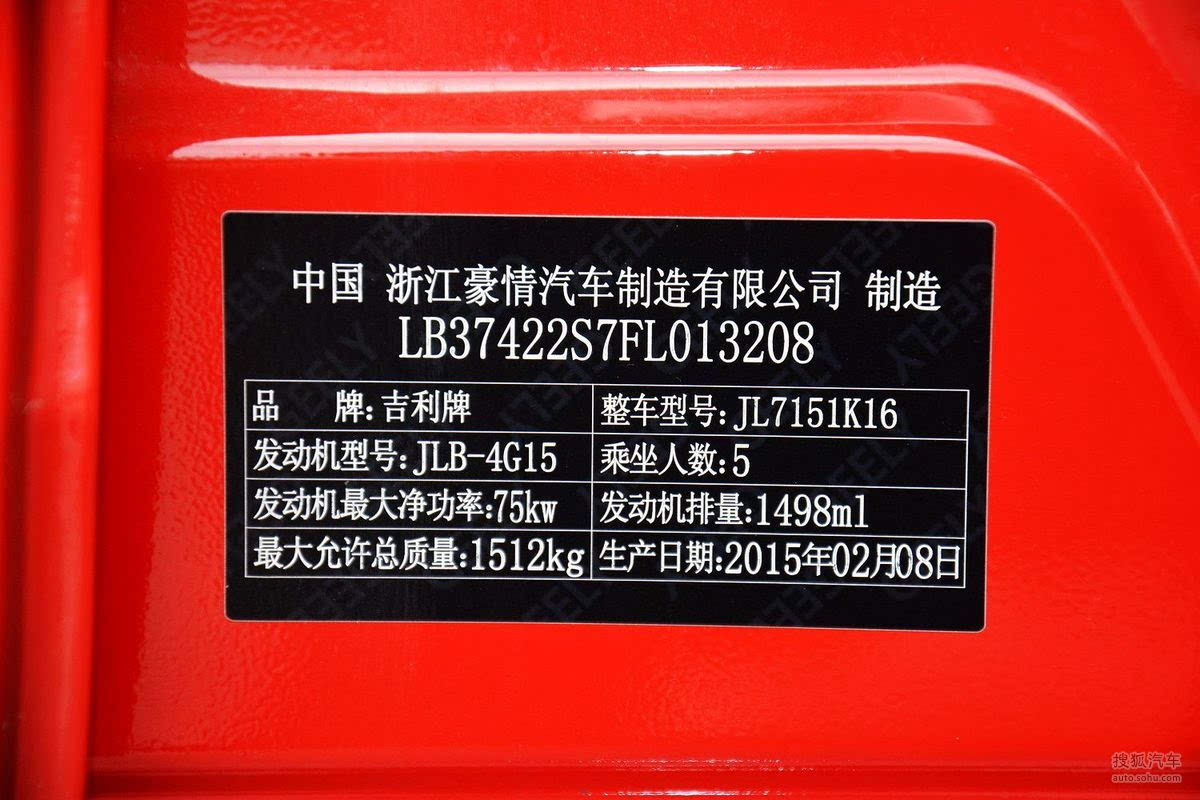 中国 浙江豪情汽车制造有限公司 制造
LB37422S7FL013208
品 牌:吉利牌 整车型号:JL7151K16
发动机型号:JLB-4G15 乘坐人数:5
发动机最大净功率:75kw 发动机排量:1498ml
最大允许总质量:1512kg 生产日期:2015年02月08日
搜狐汽车
auto.sohu.com